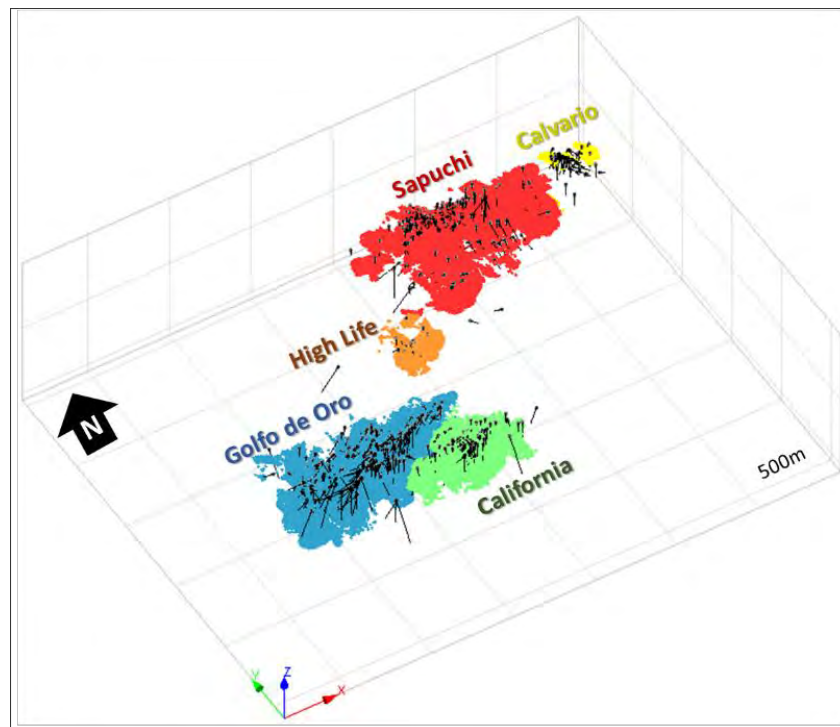 Calvario
Sapuchi
High Life
N
Golfo de Oro
California
500m
Y
Z
X